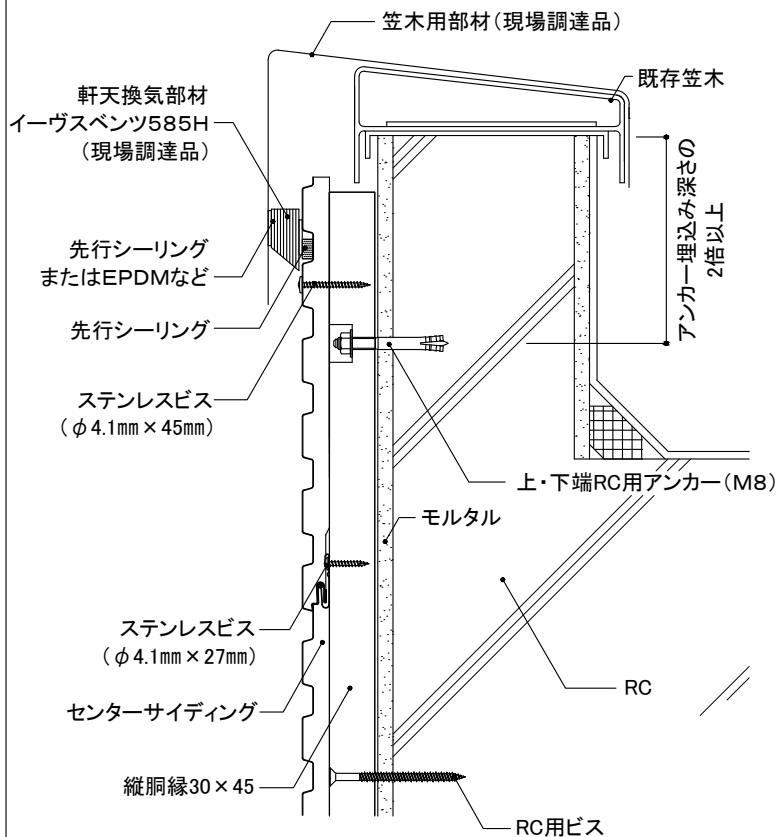 笠木用部材（現場調達品）
既存笠木
軒天換気部材
イーヴスベンツ585H
（現場調達品）
アンカー埋込み深さの
2倍以上
先行シーリング
またはEPDMなど
先行シーリング
ステンレスビス
（φ4.1mm×45mm）
上・下端RC用アンカー（M8）
モルタル
ステンレスビス
（φ4.1mm×27mm）
RC
センターサイディング
縦胴縁30×45
RC用ビス